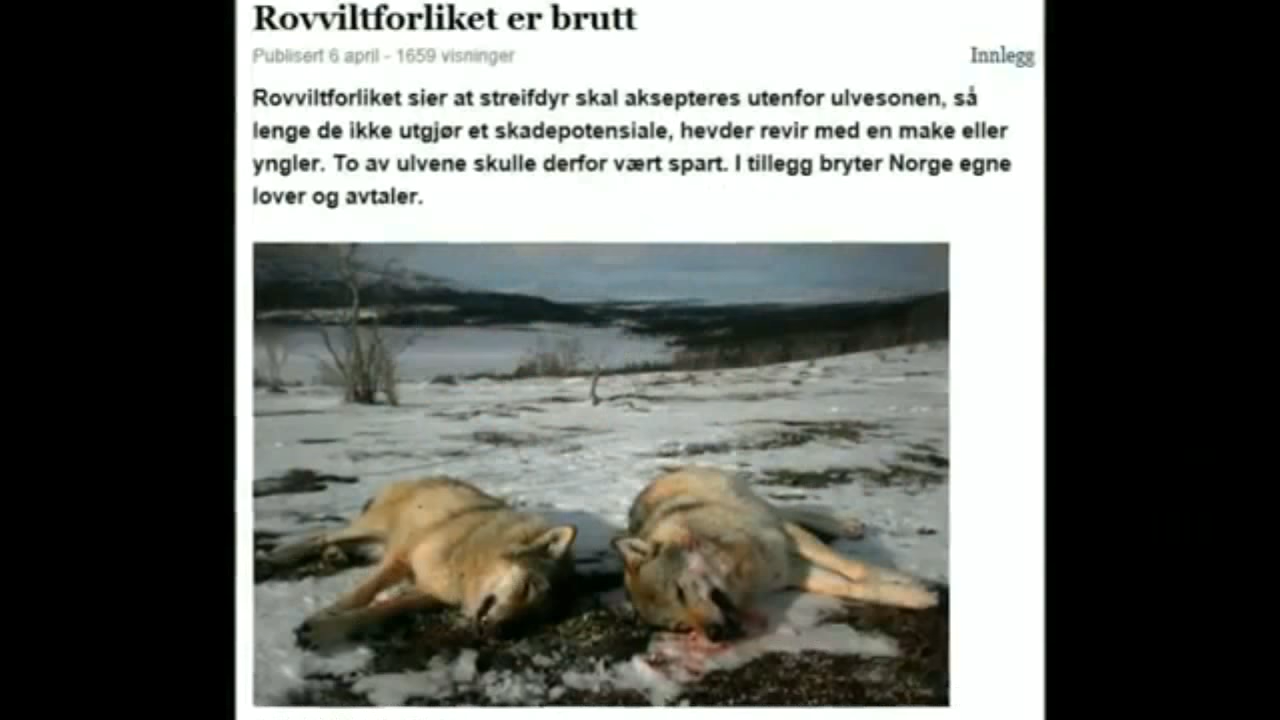 Rovviltforliket er brutt
Publisert 6 april - 1659 visninger
Innlegg
Rovviltforliket sier at streifdyr skal aksepteres utenfor ulvesonen, så
lenge de ikke utgjør et skadepotensiale, hevder revir med en make eller
yngler. To av ulvene skulle derfor vært spart. I tillegg bryter Norge egne
lover og avtaler.